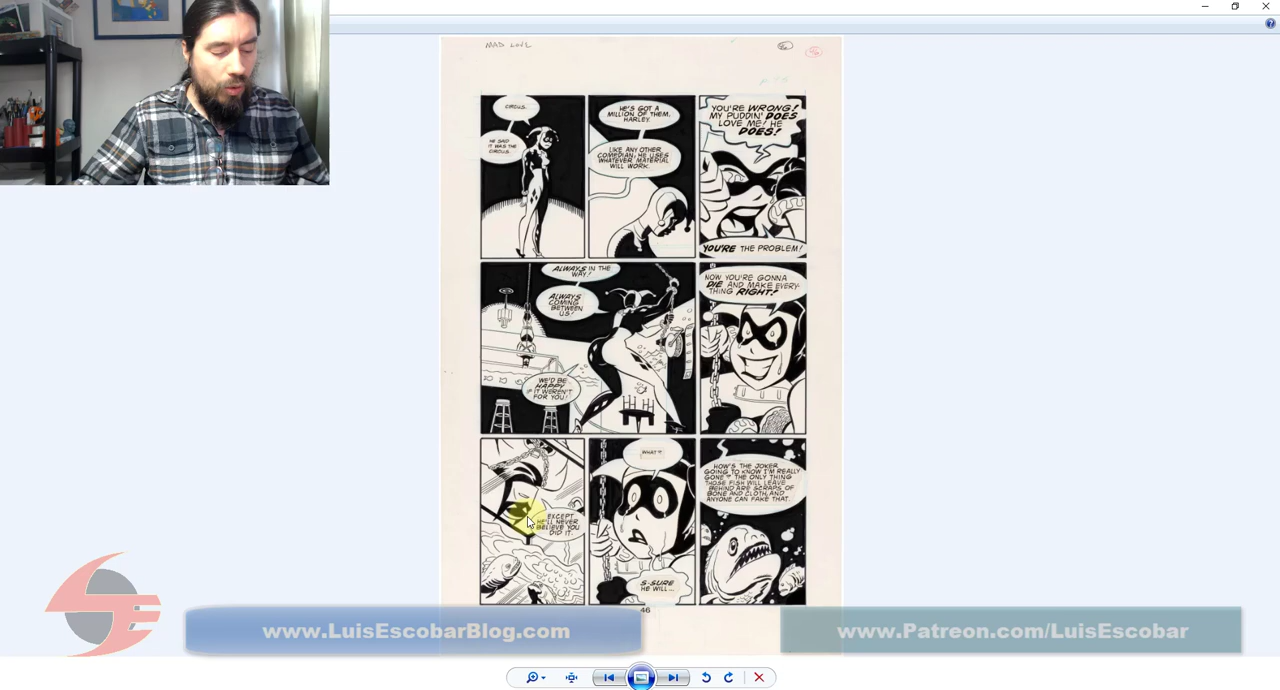 MAD LOVE
CIRCUS.
HE SAID
IT WAS THE
CIRCUS.
HE'S GOT A
MILLION OF THEM,
HARLEY.
LIKE ANY OTHER
COMEDIAN, HE USES
WHATEVER MATERIAL
WILL WORK.
YOU'RE WRONG!
MY PUDDIN' DOES
LOVE ME! HE
DOES!
YOU'RE THE PROBLEM!
ALWAYS IN THE
WAY!
ALWAYS
COMING
BETWEEN
US!
WE'D BE
HAPPY
IF IT WEREN'T
FOR YOU!
NOW YOU'RE GONNA
DIE AND MAKE EVERY-
THING RIGHT!
EXCEPT
HE'LL NEVER
BELIEVE YOU
DID IT.
WHAT?
S-SURE
HE WILL...
HOW'S THE JOKER
GOING TO KNOW I'M REALLY
GONE? THE ONLY THING
THOSE FISH WILL LEAVE
BEHIND ARE SCRAPS OF
BONE AND CLOTH, AND
ANYONE CAN FAKE THAT.
46
www.LuisEscobarBlog.com
www.Patreon.com/LuisEscobar